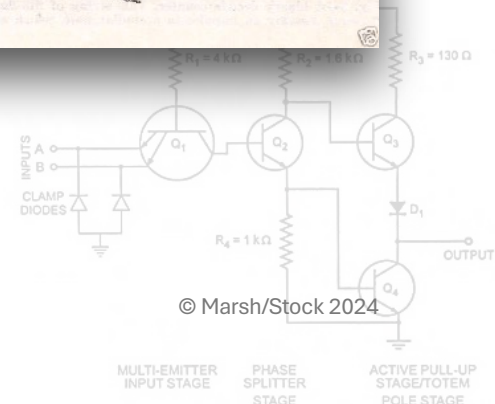 R₁ = 4 kΩ
R₂ = 1.6 kΩ
R₃ = 130 Ω
INPUTS
A
B
Q₁
Q₂
Q₃
CLAMP
DIODES
D₁
R₄ = 1 kΩ
OUTPUT
Q₄
© Marsh/Stock 2024
MULTI-EMITTER
INPUT STAGE
PHASE
SPLITTER
STAGE
ACTIVE PULL-UP
STAGE/TOTEM
POLE STAGE